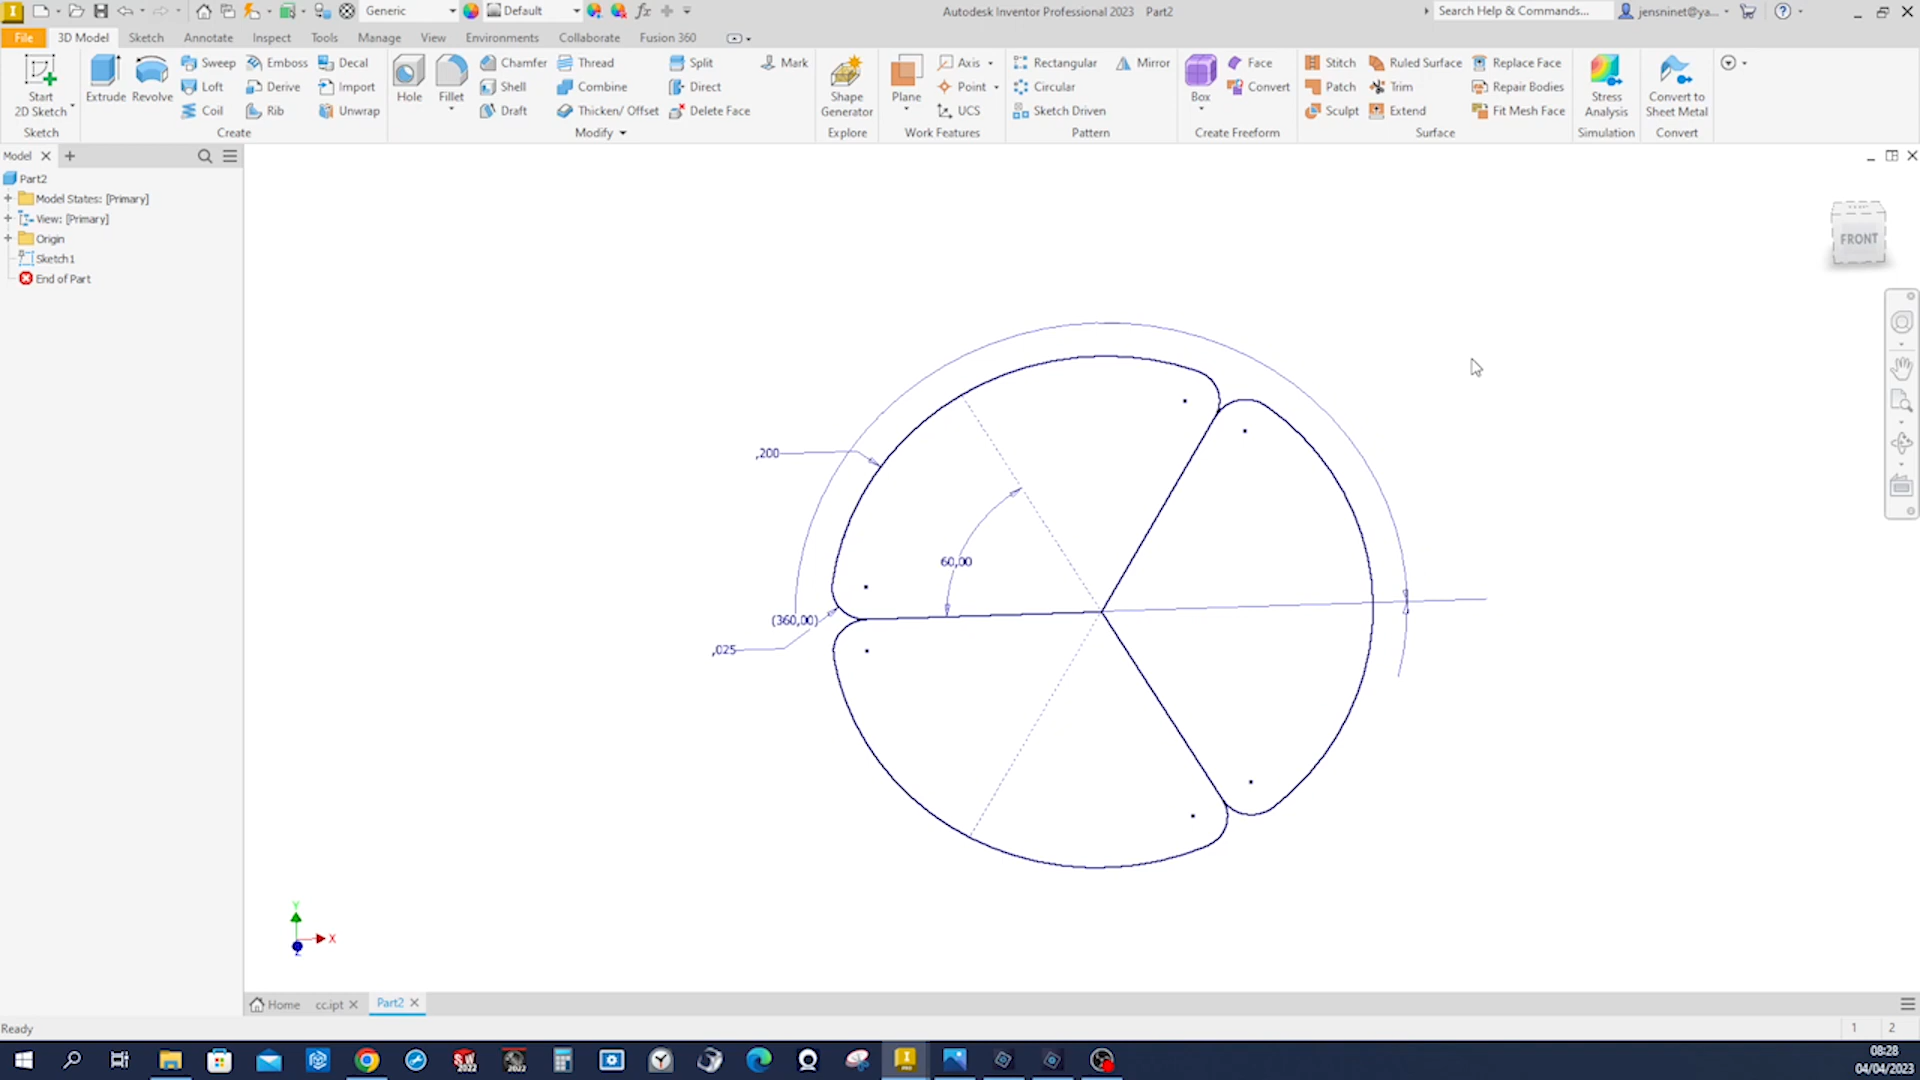 Generic
Default
Autodesk Inventor Professional 2023 Part2
Search Help & Commands...
jensninet@ya...
File 3D Model Sketch Annotate Inspect Tools Manage View Environments Collaborate Fusion 360
Start
2D Sketch
Sketch
Extrude
Revolve
Sweep
Loft
Coil
Emboss
Derive
Rib
Decal
Import
Unwrap
Create
Hole
Fillet
Chamfer
Shell
Draft
Thread
Combine
Thicken/ Offset
Split
Direct
Delete Face
Mark
Modify
Shape
Generator
Explore
Plane
Axis
Point
UCS
Work Features
Rectangular
Circular
Sketch Driven
Mirror
Pattern
Box
Face
Convert
Create Freeform
Stitch
Patch
Sculpt
Ruled Surface
Trim
Extend
Replace Face
Repair Bodies
Fit Mesh Face
Surface
Stress
Analysis
Simulation
Convert to
Sheet Metal
Convert
Model
Part2
Model States: [Primary]
View: [Primary]
Origin
Sketch1
End of Part
FRONT
,200
60,00
(360,00)
,025
Y
X
Z
Home cc.ipt Part2
Ready
1 2
08:28
04/04/2023